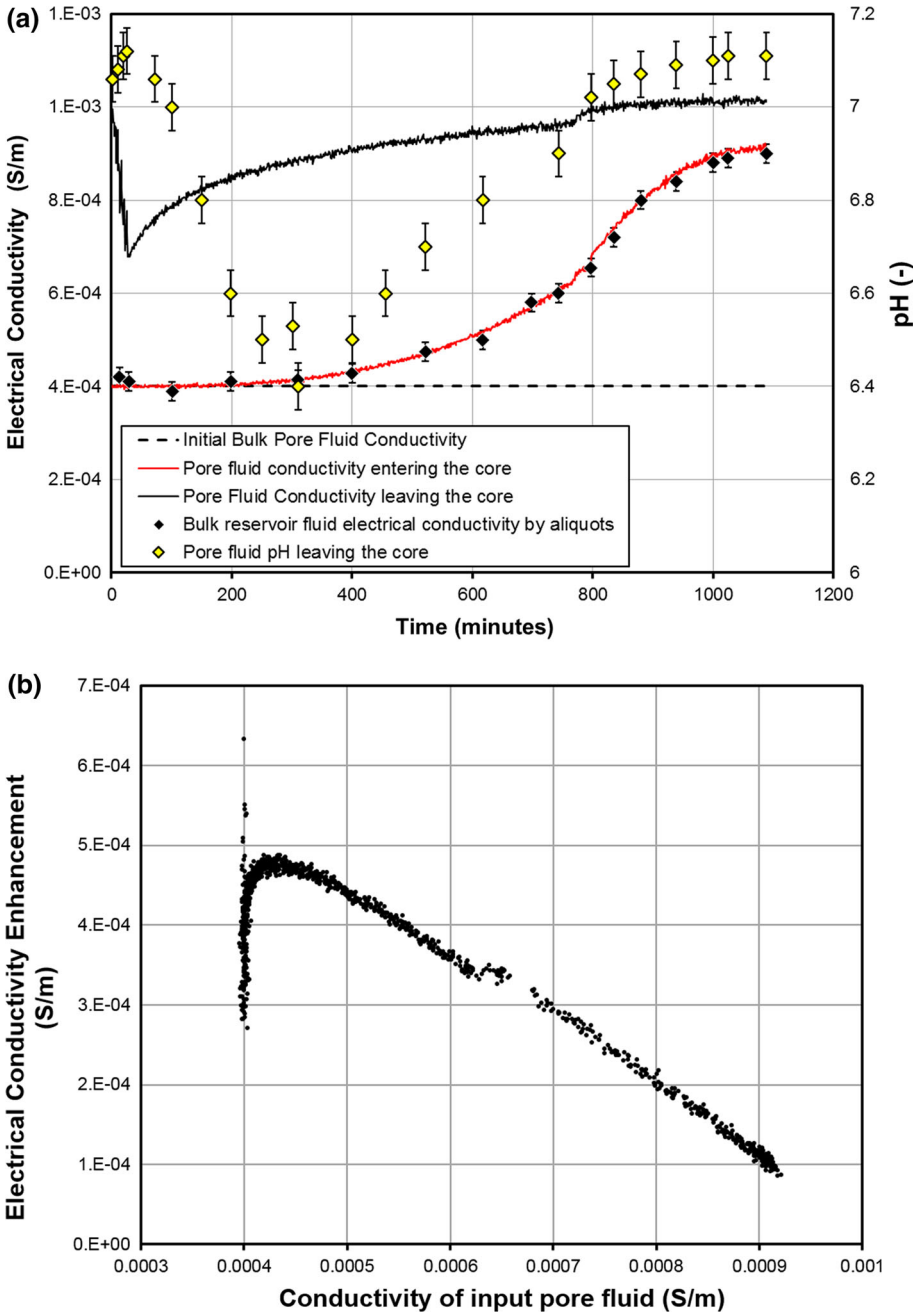 (a)
1.E-03
1.E-03
8.E-04
6.E-04
4.E-04
2.E-04
0.E+00
Electrical Conductivity (S/m)
7.2
7
6.8
6.6
6.4
6.2
6
pH (-)
Initial Bulk Pore Fluid Conductivity
Pore fluid conductivity entering the core
Pore Fluid Conductivity leaving the core
Bulk reservoir fluid electrical conductivity by aliquots
Pore fluid pH leaving the core
0 200 400 600 800 1000 1200
Time (minutes)
(b)
7.E-04
6.E-04
5.E-04
4.E-04
3.E-04
2.E-04
1.E-04
0.E+00
Electrical Conductivity Enhancement
(S/m)
0.0003 0.0004 0.0005 0.0006 0.0007 0.0008 0.0009 0.001
Conductivity of input pore fluid (S/m)